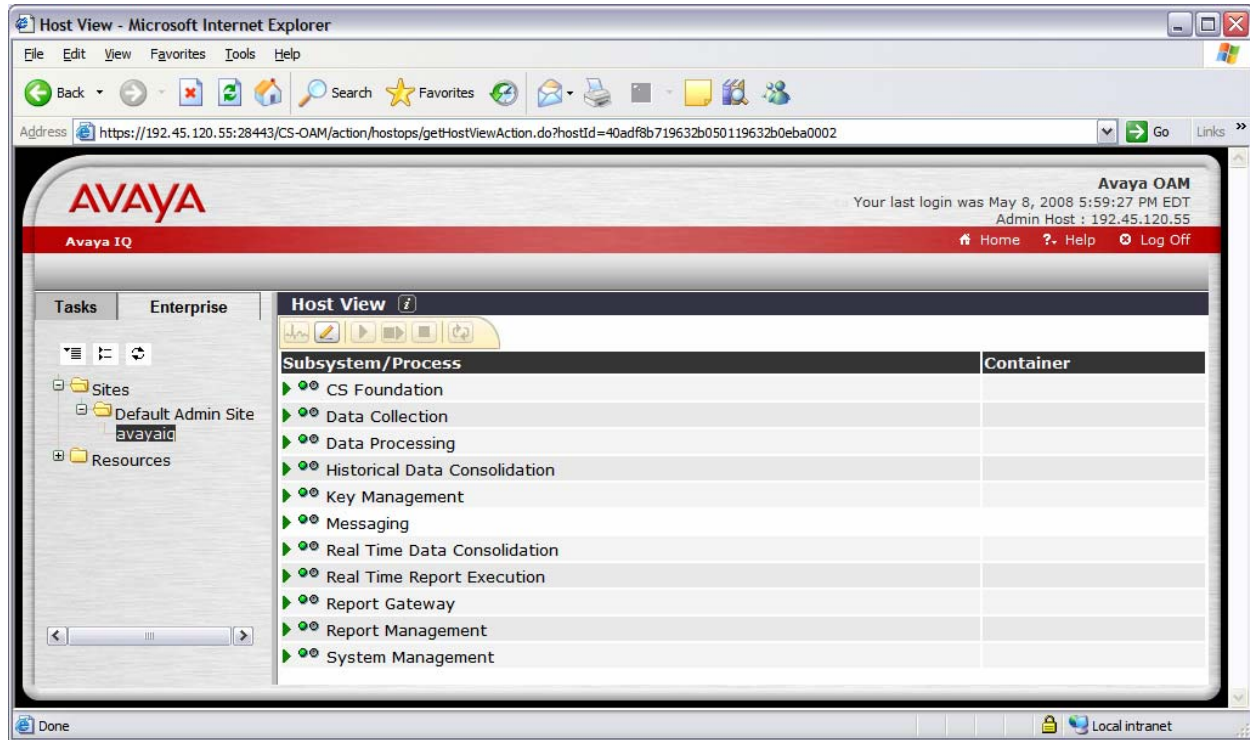 Host View - Microsoft Internet Explorer
File Edit View Favorites Tools Help
Back Search Favorites
Address https://192.45.120.55:28443/CS-OAM/action/hostops/getHostViewAction.do?hostId=40adf8b719632b050119632b0eba0002 Go Links »
AVAYA
Avaya OAM
Your last login was May 8, 2008 5:59:27 PM EDT
Admin Host : 192.45.120.55
Avaya IQ Home Help Log Off
Tasks Enterprise
Sites
Default Admin Site
avayaiq
Resources
Host View
Subsystem/Process Container
CS Foundation
Data Collection
Data Processing
Historical Data Consolidation
Key Management
Messaging
Real Time Data Consolidation
Real Time Report Execution
Report Gateway
Report Management
System Management
Done Local intranet